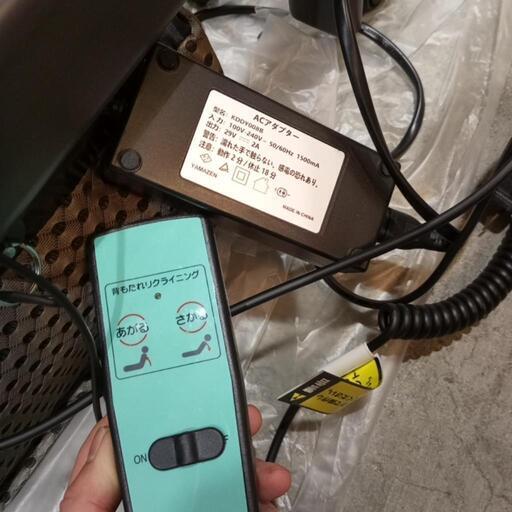 ACアダプター
型名: KDDY008B
入力: 100V-240V~50/60Hz 1500mA
出力: 29V 2A
警告: 濡れた手で触らない。感電の恐れあり。
注意: 動作2分/休止18分
YAMAZEN
MADE IN CHINA
背もたれリクライニング
あがる
さがる
ON